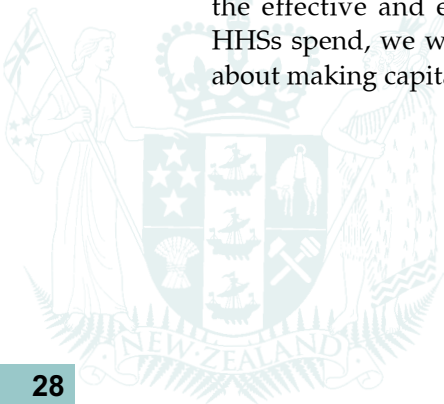 the effective and e
HHSs spend, we w
about making capit
NEW ZEALAND
28